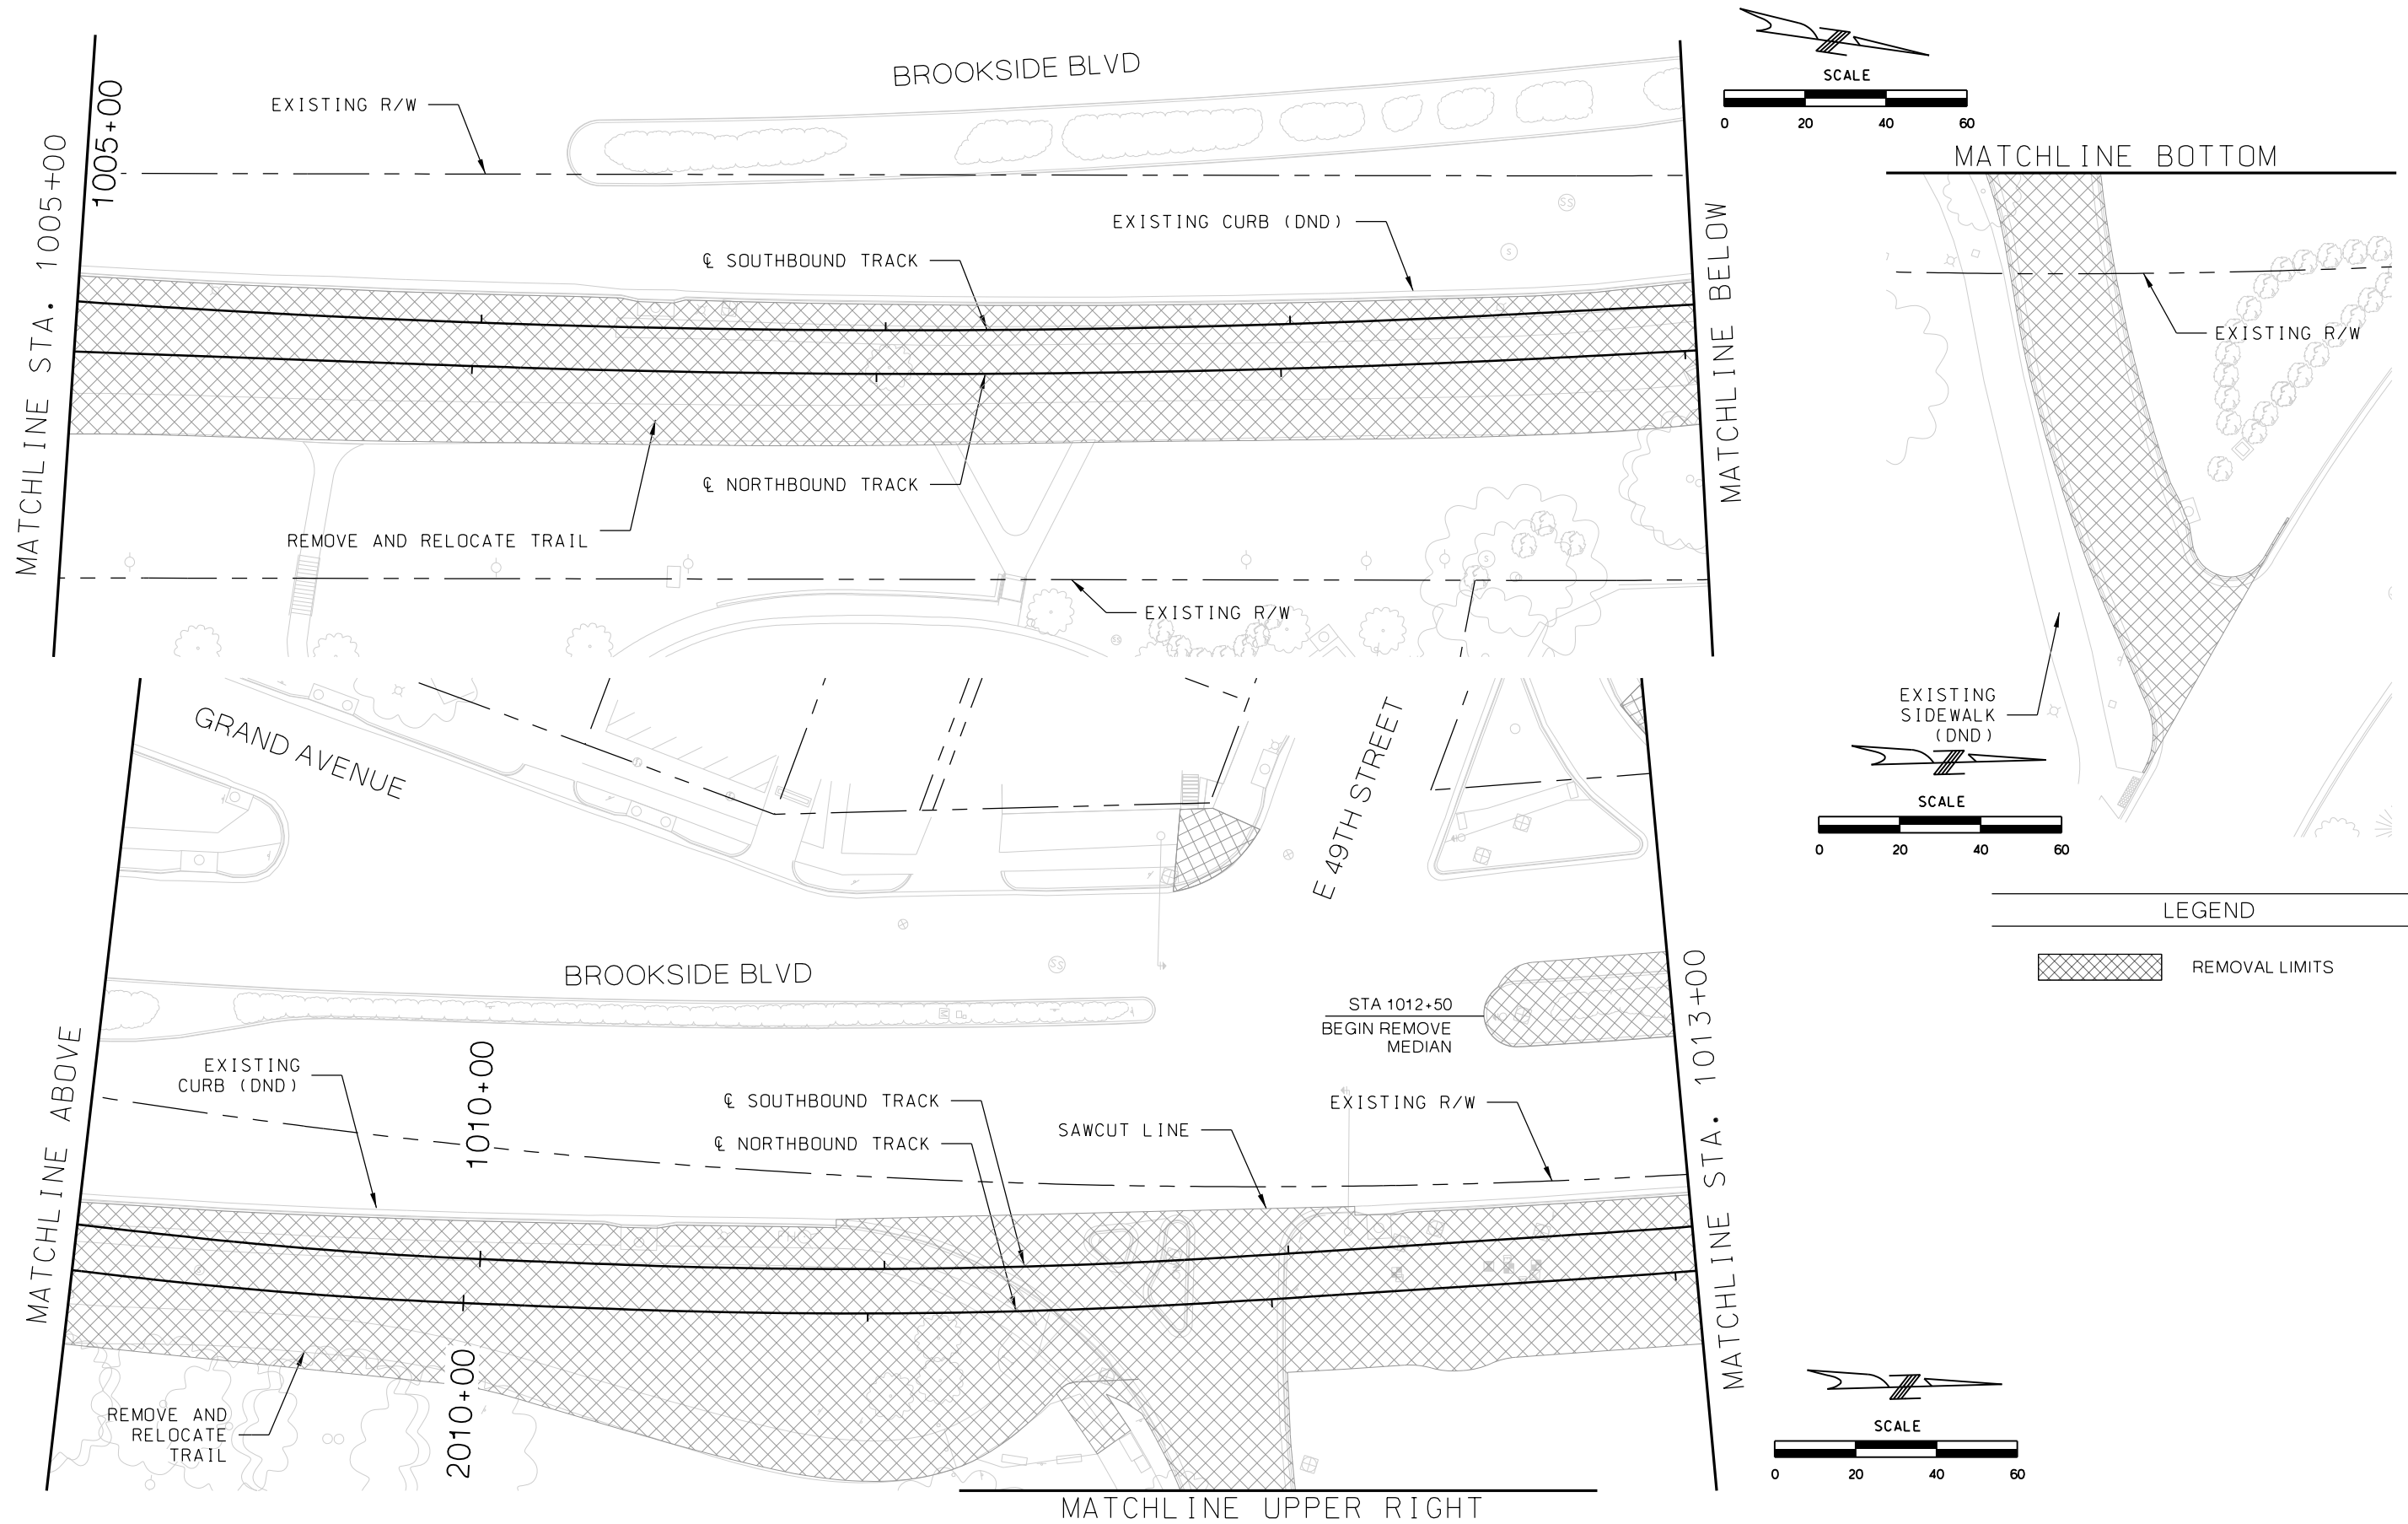 BROOKSIDE BLVD
EXISTING R/W
1005+00
MATCHLINE STA. 1005+00
EXISTING CURB (DND)
℄ SOUTHBOUND TRACK
SS
S
MATCHLINE BELOW
℄ NORTHBOUND TRACK
REMOVE AND RELOCATE TRAIL
EXISTING R/W
S
SCALE
0 20 40 60
MATCHLINE BOTTOM
EXISTING R/W
EXISTING
SIDEWALK
(DND)
SCALE
0 20 40 60
LEGEND
REMOVAL LIMITS
GRAND AVENUE
E 49TH STREET
BROOKSIDE BLVD
SS
STA 1012+50
BEGIN REMOVE
MEDIAN
MATCHLINE ABOVE
EXISTING
CURB (DND)
1010+00
℄ SOUTHBOUND TRACK
℄ NORTHBOUND TRACK
SAWCUT LINE
EXISTING R/W
MATCHLINE STA. 1013+00
REMOVE AND
RELOCATE
TRAIL
2010+00
MATCHLINE UPPER RIGHT
SCALE
0 20 40 60